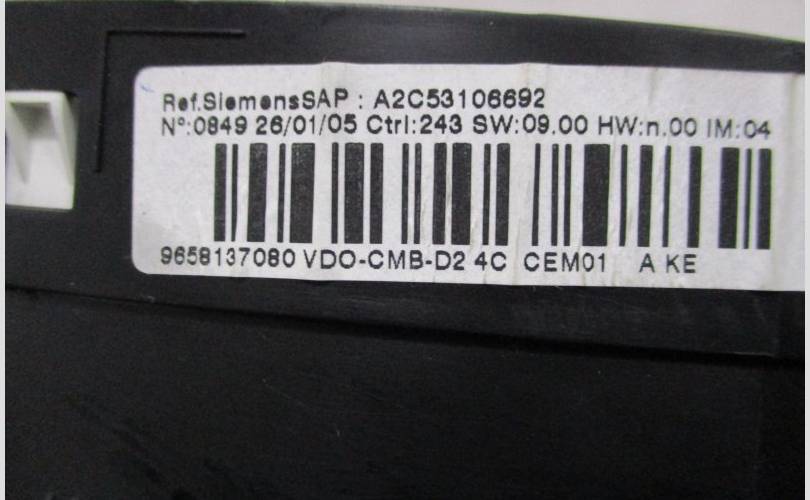 Ref.SiemensSAP : A2C53106692
N°:0849 26/01/05 Ctrl:243 SW:09.00 HW:n.00 IM:04
9658137080 VDO-CMB-D2 4C CEM01 A KE